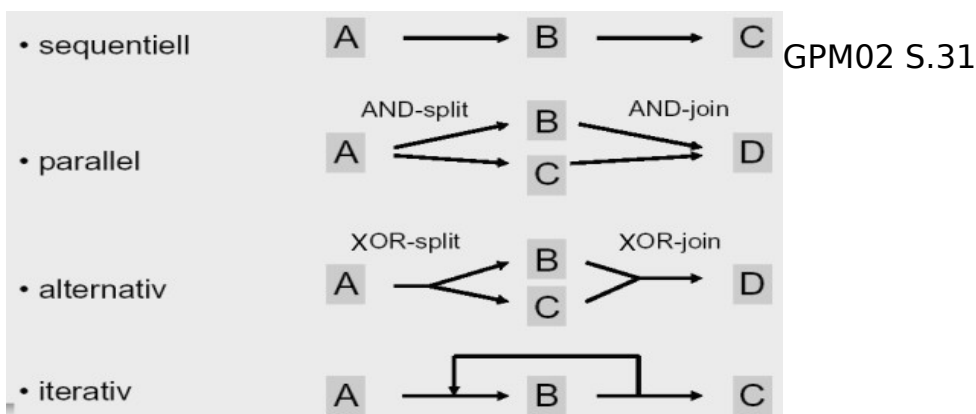 • sequentiell A B C GPM02 S.31
AND-split AND-join
• parallel A B C D
XOR-split XOR-join
• alternativ A B C D
• iterativ A B C